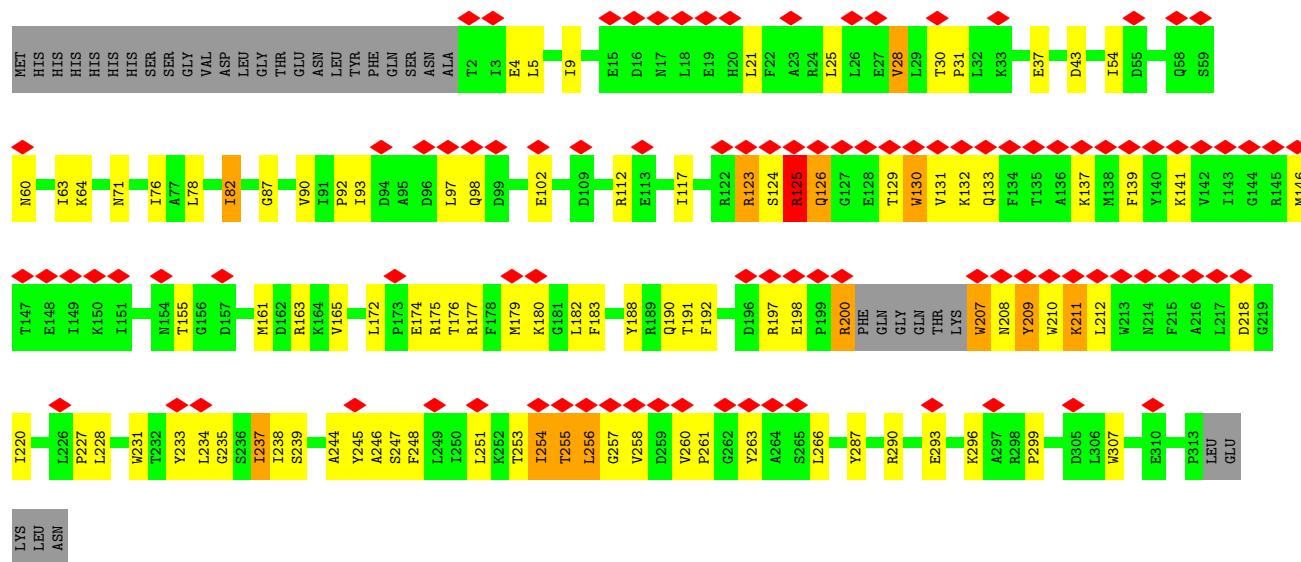 MET HIS HIS HIS HIS HIS HIS SER SER GLY VAL ASP LEU GLY THR GLU ASN LEU TYR PHE GLN SER ASN ALA T2 I3 E4 L5 I9 E15 D16 N17 L18 E19 H20 L21 F22 A23 R24 L25 L26 E27 V28 L29 T30 P31 L32 K33 E37 D43 I54 D55 Q58 S59
N60 I63 K64 N71 I76 A77 L78 I82 G87 V90 I91 P92 I93 D94 A95 D96 L97 Q98 D99 E102 D109 R112 E113 I117 R122 R123 S124 R125 Q126 G127 E128 T129 W130 V131 K132 Q133 F134 T135 A136 K137 M138 F139 Y140 K141 V142 I143 G144 R145 M146
T147 E148 I149 K150 I151 N154 T155 G156 D157 M161 D162 R163 K164 V165 L172 P173 E174 R175 T176 R177 F178 M179 K180 G181 L182 F183 Y188 R189 Q190 T191 F192 D196 R197 E198 P199 R200 PHE GLN GLY GLN THR LYS W207 N208 Y209 W210 K211 L212 W213 N214 F215 A216 L217 D218 G219
I220 L226 P227 L228 W231 T232 Y233 L234 G235 S236 I237 I238 S239 A244 Y245 A246 S247 F248 L249 I250 L251 K252 T253 I254 T255 L256 G257 V258 D259 V260 P261 G262 Y263 A264 S265 L266 Y287 R290 E293 K296 A297 R298 P299 D305 L306 W307 E310 P313 LEU GLU
LYS LEU ASN